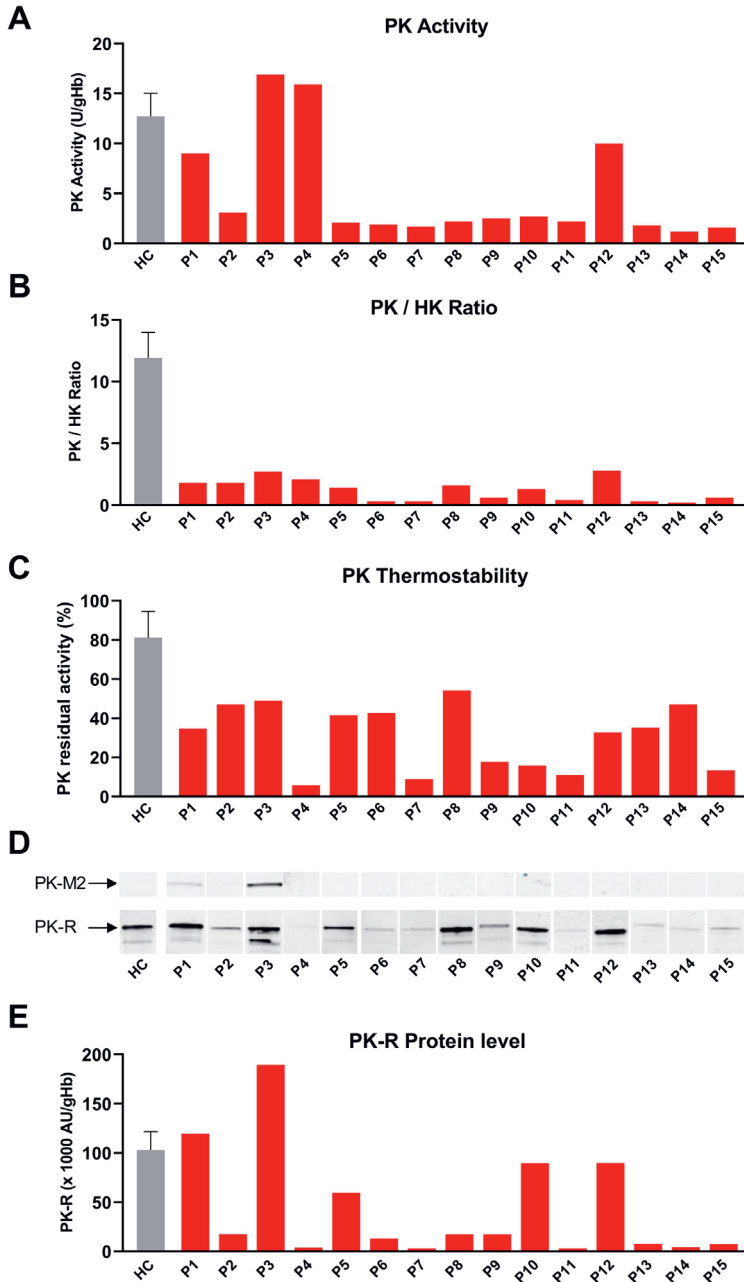 A
PK Activity
PK Activity (U/gHb)
20
15
10
5
0
HC P1 P2 P3 P4 P5 P6 P7 P8 P9 P10 P11 P12 P13 P14 P15
B
PK / HK Ratio
PK / HK Ratio
15
10
5
0
HC P1 P2 P3 P4 P5 P6 P7 P8 P9 P10 P11 P12 P13 P14 P15
C
PK Thermostability
PK residual activity (%)
100
80
60
40
20
0
HC P1 P2 P3 P4 P5 P6 P7 P8 P9 P10 P11 P12 P13 P14 P15
D
PK-M2
PK-R
HC P1 P2 P3 P4 P5 P6 P7 P8 P9 P10 P11 P12 P13 P14 P15
E
PK-R Protein level
PK-R (x 1000 AU/gHb)
200
150
100
50
0
HC P1 P2 P3 P4 P5 P6 P7 P8 P9 P10 P11 P12 P13 P14 P15